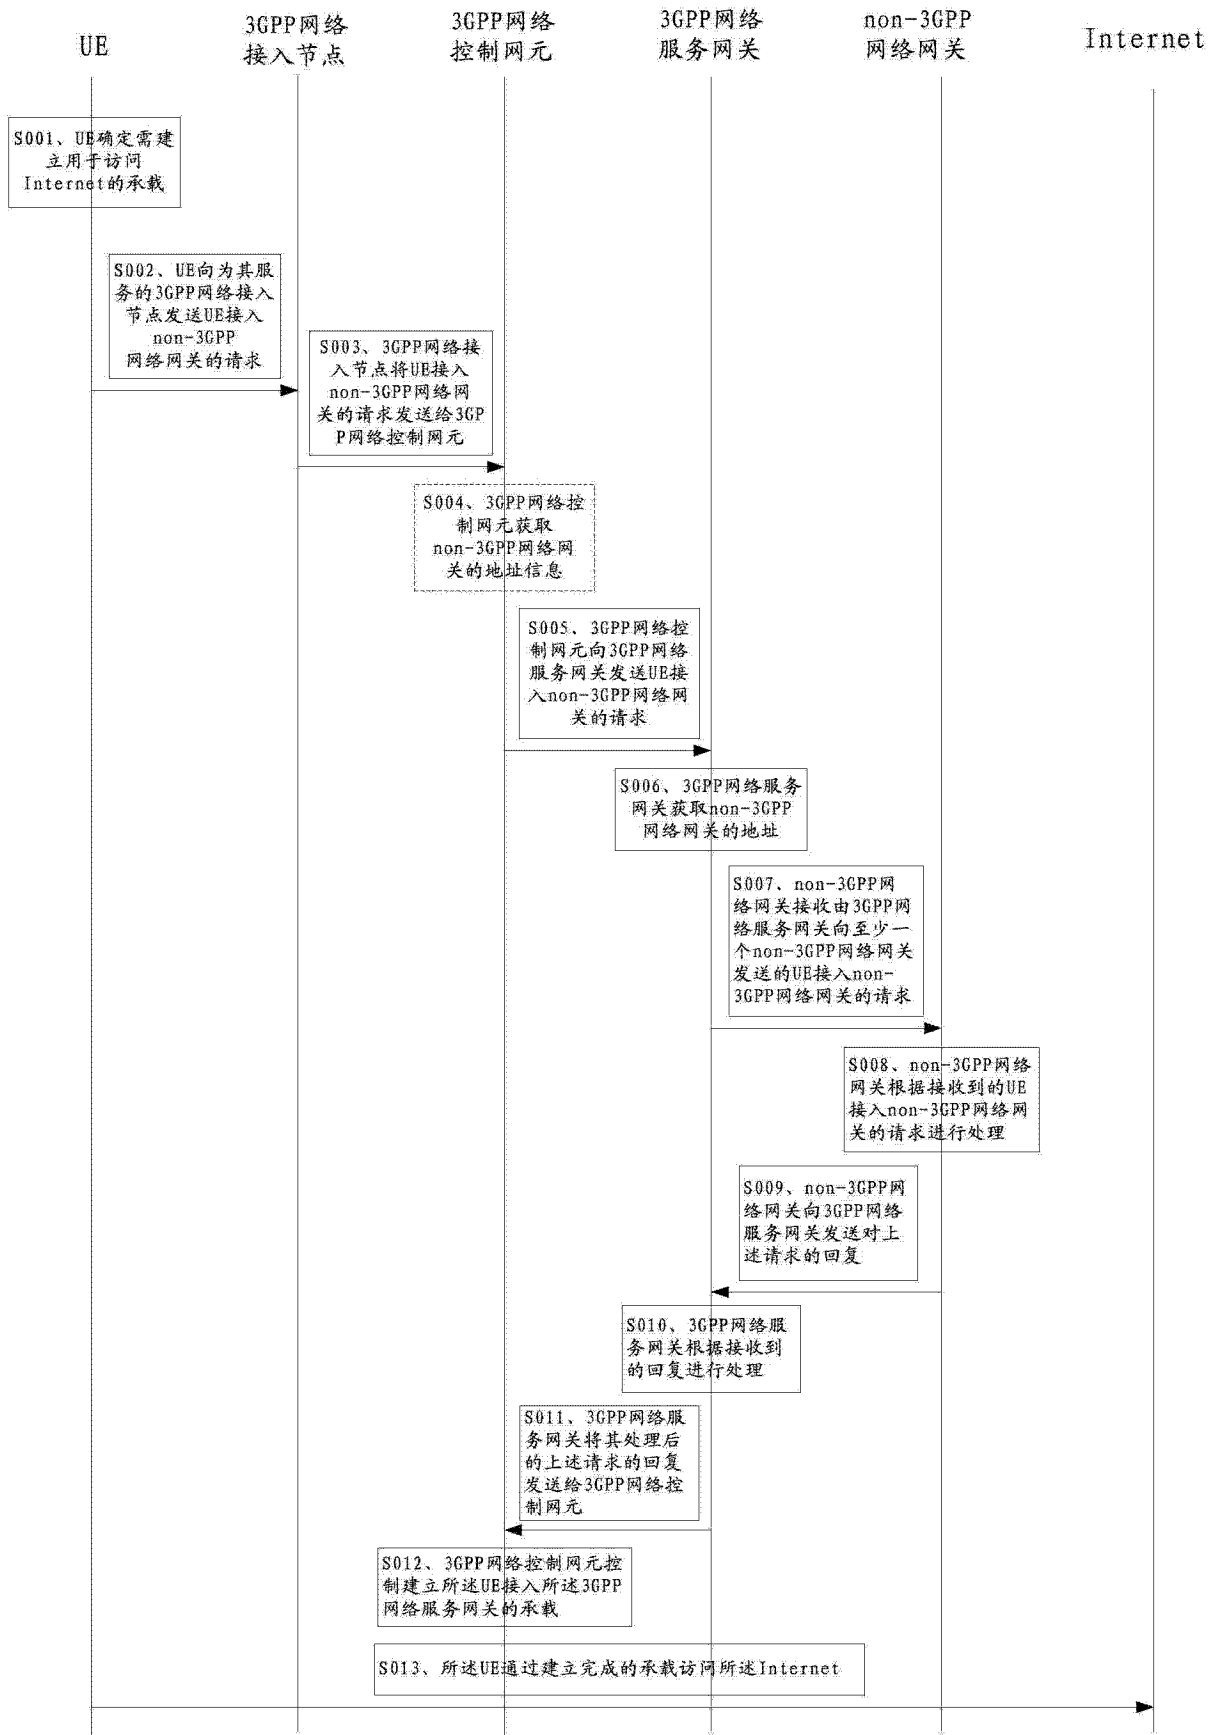 UE
3GPP网络
接入节点
3GPP网络
控制网元
3GPP网络
服务网关
non-3GPP
网络网关
Internet
S001、UE确定需建
立用于访问
Internet的承载
S002、UE向为其服
务的3GPP网络接入
节点发送UE接入
non-3GPP
网络网关的请求
S003、3GPP网络接
入节点将UE接入
non-3GPP网络网
关的请求发送给3GP
P网络控制网元
S004、3GPP网络控
制网元获取
non-3GPP网络网
关的地址信息
S005、3GPP网络控
制网元向3GPP网络
服务网关发送UE接
入non-3GPP网络网
关的请求
S006、3GPP网络服务
网关获取non-3GPP
网络网关的地址
S007、non-3GPP网
络网关接收由3GPP网
络服务网关向至少一
个non-3GPP网络网关
发送的UE接入non-
3GPP网络网关的请求
S008、non-3GPP网络
网关根据接收到的UE
接入non-3GPP网络网
关的请求进行处理
S009、non-3GPP网
络网关向3GPP网络
服务网关发送对上
述请求的回复
S010、3GPP网络服
务网关根据接收到
的回复进行处理
S011、3GPP网络服
务网关将其处理后
的上述请求的回复
发送给3GPP网络控
制网元
S012、3GPP网络控制网元控
制建立所述UE接入所述3GPP
网络服务网关的承载
S013、所述UE通过建立完成的承载访问所述Internet